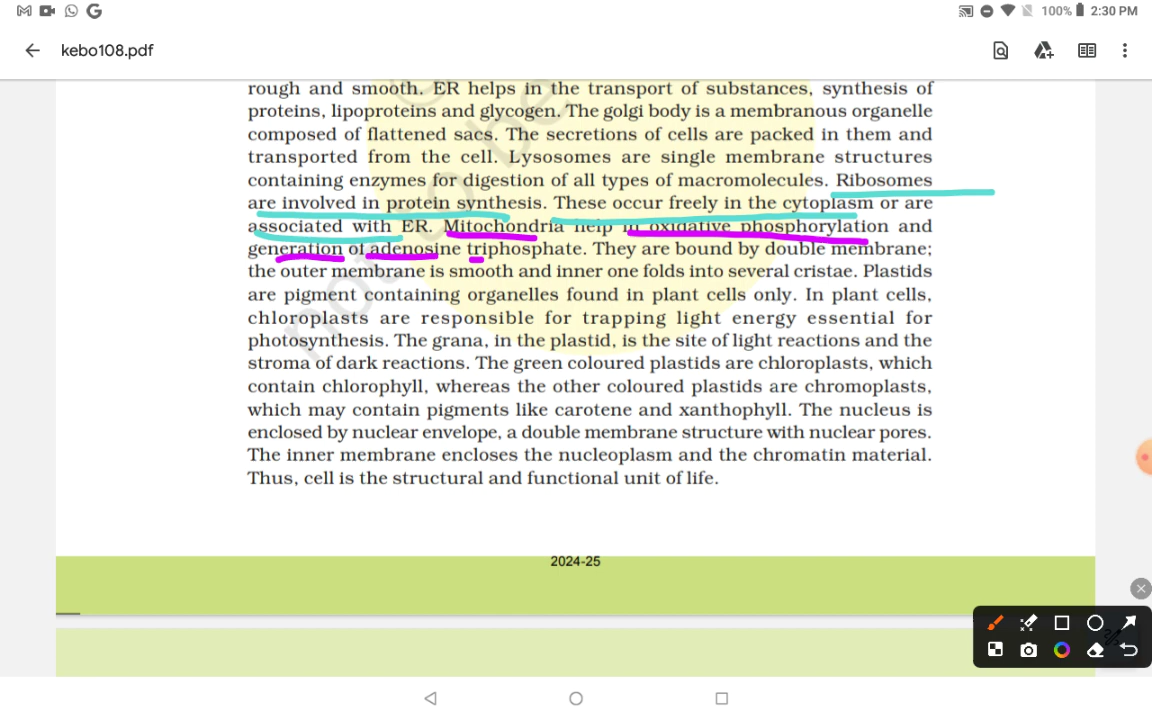 100% 2:30 PM
kebo108.pdf
rough and smooth. ER helps in the transport of substances, synthesis of
proteins, lipoproteins and glycogen. The golgi body is a membranous organelle
composed of flattened sacs. The secretions of cells are packed in them and
transported from the cell. Lysosomes are single membrane structures
containing enzymes for digestion of all types of macromolecules. Ribosomes
are involved in protein synthesis. These occur freely in the cytoplasm or are
associated with ER. Mitochondria help in oxidative phosphorylation and
generation of adenosine triphosphate. They are bound by double membrane;
the outer membrane is smooth and inner one folds into several cristae. Plastids
are pigment containing organelles found in plant cells only. In plant cells,
chloroplasts are responsible for trapping light energy essential for
photosynthesis. The grana, in the plastid, is the site of light reactions and the
stroma of dark reactions. The green coloured plastids are chloroplasts, which
contain chlorophyll, whereas the other coloured plastids are chromoplasts,
which may contain pigments like carotene and xanthophyll. The nucleus is
enclosed by nuclear envelope, a double membrane structure with nuclear pores.
The inner membrane encloses the nucleoplasm and the chromatin material.
Thus, cell is the structural and functional unit of life.
not to be
2024-25